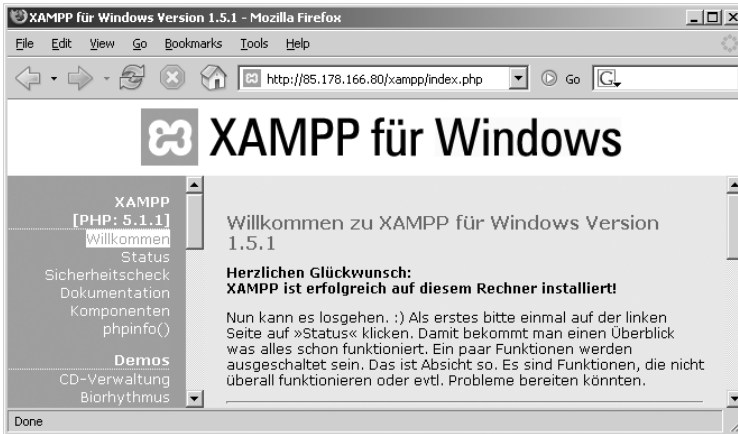 XAMPP für Windows Version 1.5.1 - Mozilla Firefox
File Edit View Go Bookmarks Tools Help
http://85.178.166.80/xampp/index.php Go G
XAMPP für Windows
XAMPP
[PHP: 5.1.1]
Willkommen
Status
Sicherheitscheck
Dokumentation
Komponenten
phpinfo()
Demos
CD-Verwaltung
Biorhythmus
Willkommen zu XAMPP für Windows Version
1.5.1
Herzlichen Glückwunsch:
XAMPP ist erfolgreich auf diesem Rechner installiert!
Nun kann es losgehen. :) Als erstes bitte einmal auf der linken
Seite auf »Status« klicken. Damit bekommt man einen Überblick
was alles schon funktioniert. Ein paar Funktionen werden
ausgeschaltet sein. Das ist Absicht so. Es sind Funktionen, die nicht
überall funktionieren oder evtl. Probleme bereiten könnten.
Done